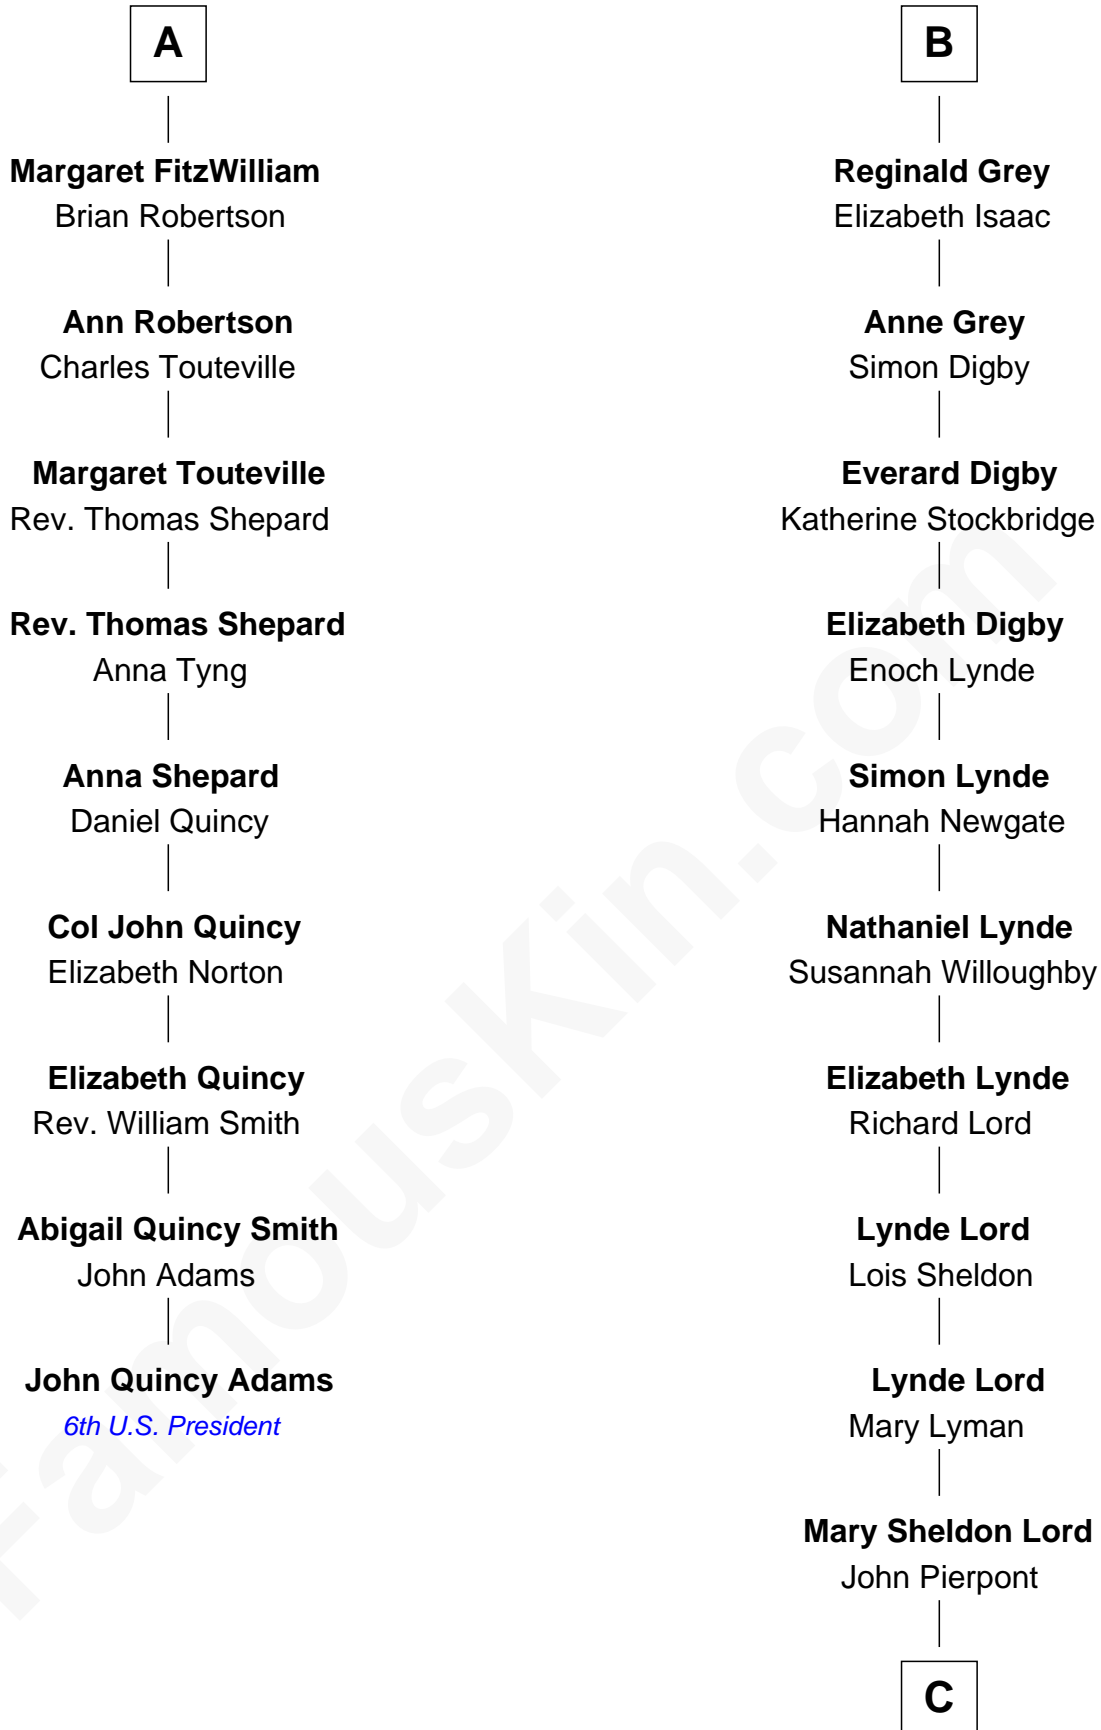 A
Margaret FitzWilliam
Brian Robertson
Ann Robertson
Charles Touteville
Margaret Touteville
Rev. Thomas Shepard
Rev. Thomas Shepard
Anna Tyng
Anna Shepard
Daniel Quincy
Col John Quincy
Elizabeth Norton
Elizabeth Quincy
Rev. William Smith
Abigail Quincy Smith
John Adams
John Quincy Adams
6th U.S. President
B
Reginald Grey
Elizabeth Isaac
Anne Grey
Simon Digby
Everard Digby
Katherine Stockbridge
Elizabeth Digby
Enoch Lynde
Simon Lynde
Hannah Newgate
Nathaniel Lynde
Susannah Willoughby
Elizabeth Lynde
Richard Lord
Lynde Lord
Lois Sheldon
Lynde Lord
Mary Lyman
Mary Sheldon Lord
John Pierpont
C
FamousKin.com